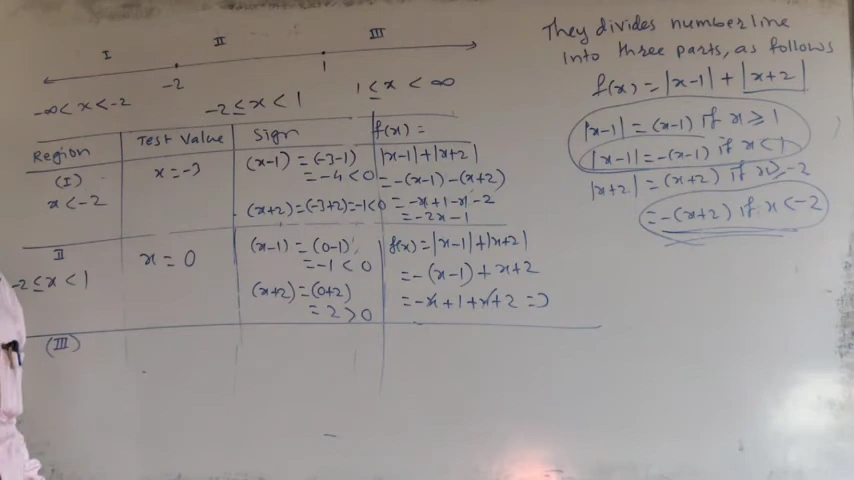 They divides numberline
into three parts, as follows
f(x) = |x-1| + |x+2|
|x-1| = (x-1) if x ≥ 1
|x-1| = -(x-1) if x < 1
|x+2| = (x+2) if x ≥ -2
= -(x+2) if x < -2
I II III
-2 1
-∞ < x < -2 -2 ≤ x < 1 1 ≤ x < ∞
Region Test Value Sign f(x) =
(I) x = -3 (x-1) = (-3-1) |x-1| + |x+2|
x < -2 = -4 < 0 = -(x-1) - (x+2)
(x+2) = (-3+2) = -1 < 0 = -x+1-x-2
= -2x-1
II x = 0 (x-1) = (0-1) f(x) = |x-1| + |x+2|
-2 ≤ x < 1 = -1 < 0 = -(x-1) + x+2
(x+2) = (0+2) = -x+1+x+2 = 3
= 2 > 0
(III)